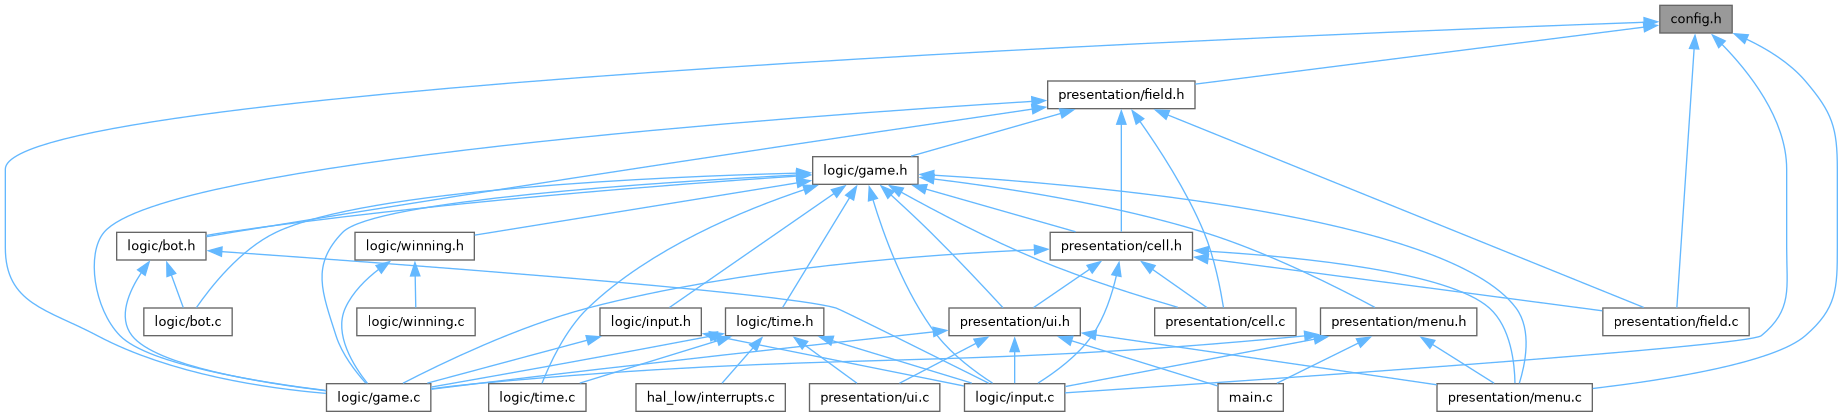 config.h
presentation/field.h
logic/game.h
logic/bot.h
logic/winning.h
presentation/cell.h
logic/bot.c
logic/winning.c
logic/input.h
logic/time.h
presentation/ui.h
presentation/cell.c
presentation/menu.h
presentation/field.c
logic/game.c
logic/time.c
hal_low/interrupts.c
presentation/ui.c
logic/input.c
main.c
presentation/menu.c